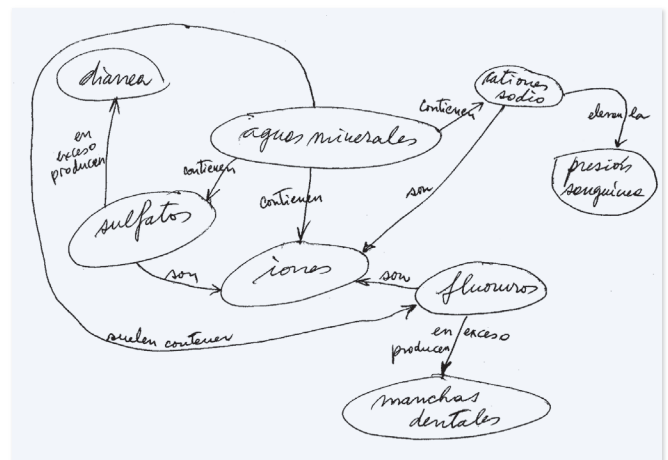 diarrea
cationes
sodio
contienen
elevan la
aguas minerales
en
exceso
producen
presión
sanguínea
contienen
contienen
son
sulfatos
iones
son
son
fluoruros
suelen contener
en exceso
producen
manchas
dentales